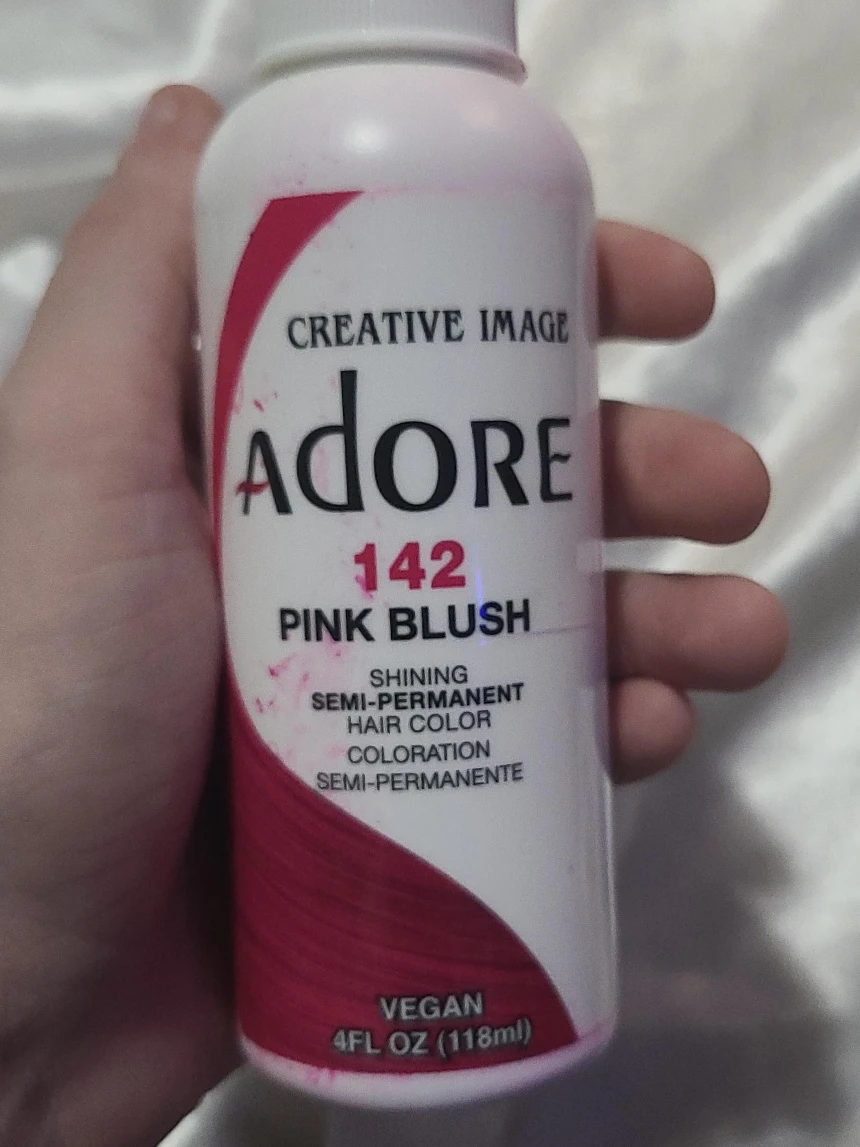 CREATIVE IMAGE
AdORE
142
PINK BLUSH
SHINING
SEMI-PERMANENT
HAIR COLOR
COLORATION
SEMI-PERMANENTE
VEGAN
4FL OZ (118ml)